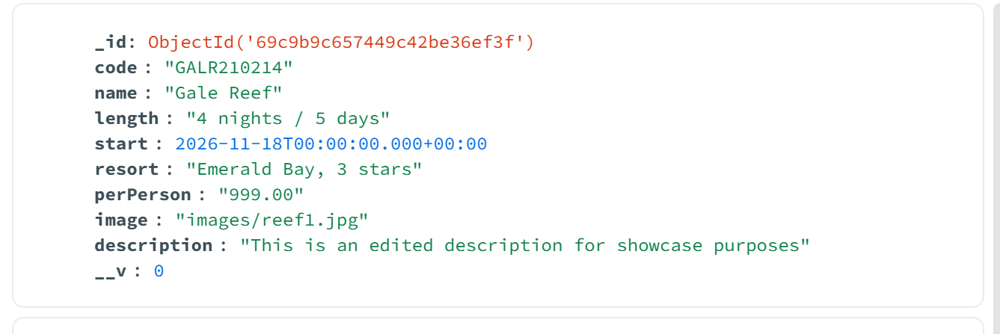 _id: ObjectId('69c9b9c657449c42be36ef3f')
code : "GALR210214"
name : "Gale Reef"
length : "4 nights / 5 days"
start : 2026-11-18T00:00:00.000+00:00
resort : "Emerald Bay, 3 stars"
perPerson : "999.00"
image : "images/reef1.jpg"
description : "This is an edited description for showcase purposes"
__v : 0